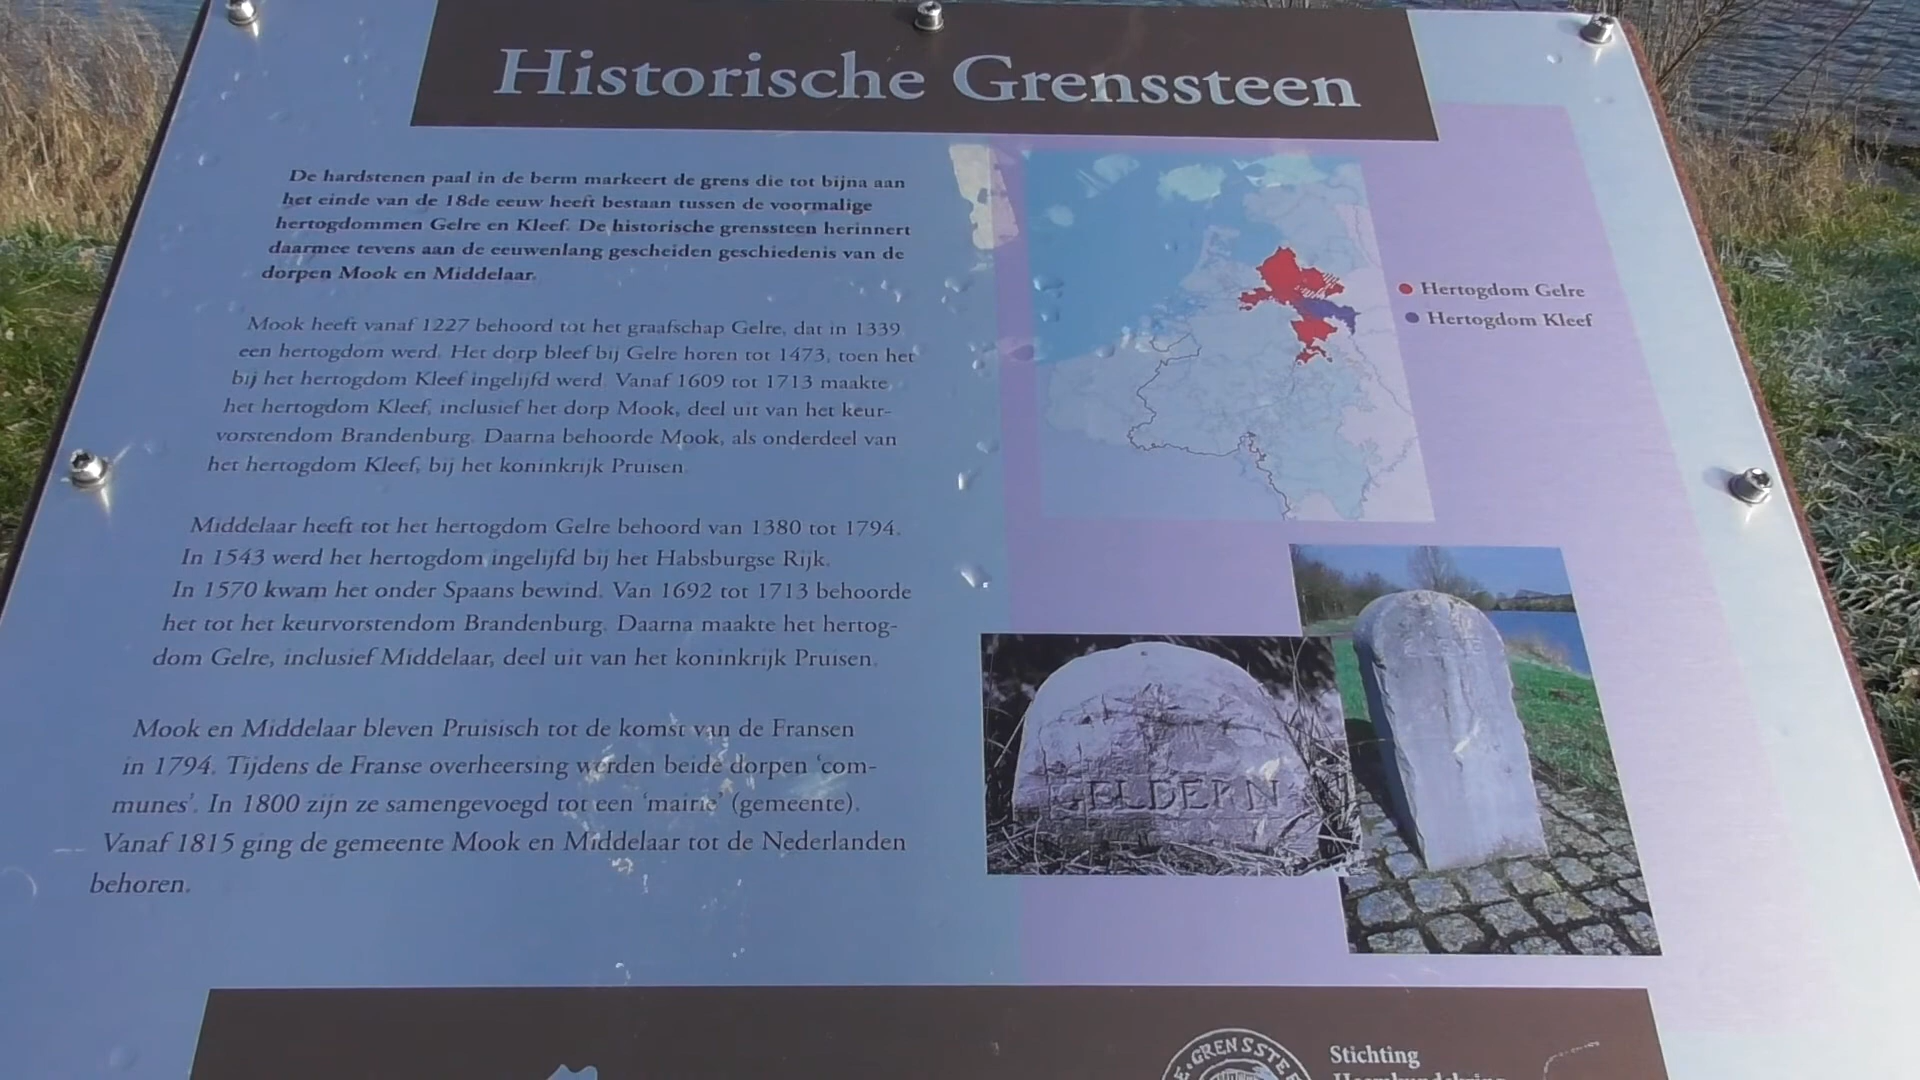 Historische Grenssteen
De hardstenen paal in de berm markeert de grens die tot bijna aan
het einde van de 18de eeuw heeft bestaan tussen de voormalige
hertogdommen Gelre en Kleef. De historische grenssteen herinnert
daarmee tevens aan de eeuwenlang gescheiden geschiedenis van de
dorpen Mook en Middelaar.
Mook heeft vanaf 1227 behoord tot het graafschap Gelre, dat in 1339
een hertogdom werd. Het dorp bleef bij Gelre horen tot 1473, toen het
bij het hertogdom Kleef ingelijfd werd. Vanaf 1609 tot 1713 maakte
het hertogdom Kleef, inclusief het dorp Mook, deel uit van het keur-
vorstendom Brandenburg. Daarna behoorde Mook, als onderdeel van
het hertogdom Kleef, bij het koninkrijk Pruisen.
Middelaar heeft tot het hertogdom Gelre behoord van 1380 tot 1794.
In 1543 werd het hertogdom ingelijfd bij het Habsburgse Rijk.
In 1570 kwam het onder Spaans bewind. Van 1692 tot 1713 behoorde
het tot het keurvorstendom Brandenburg. Daarna maakte het hertog-
dom Gelre, inclusief Middelaar, deel uit van het koninkrijk Pruisen.
Mook en Middelaar bleven Pruisisch tot de komst van de Fransen
in 1794. Tijdens de Franse overheersing werden beide dorpen ‘com-
munes’. In 1800 zijn ze samengevoegd tot een ‘mairie’ (gemeente).
Vanaf 1815 ging de gemeente Mook en Middelaar tot de Nederlanden
behoren.
Hertogdom Gelre
Hertogdom Kleef
GELDERN
Stichting